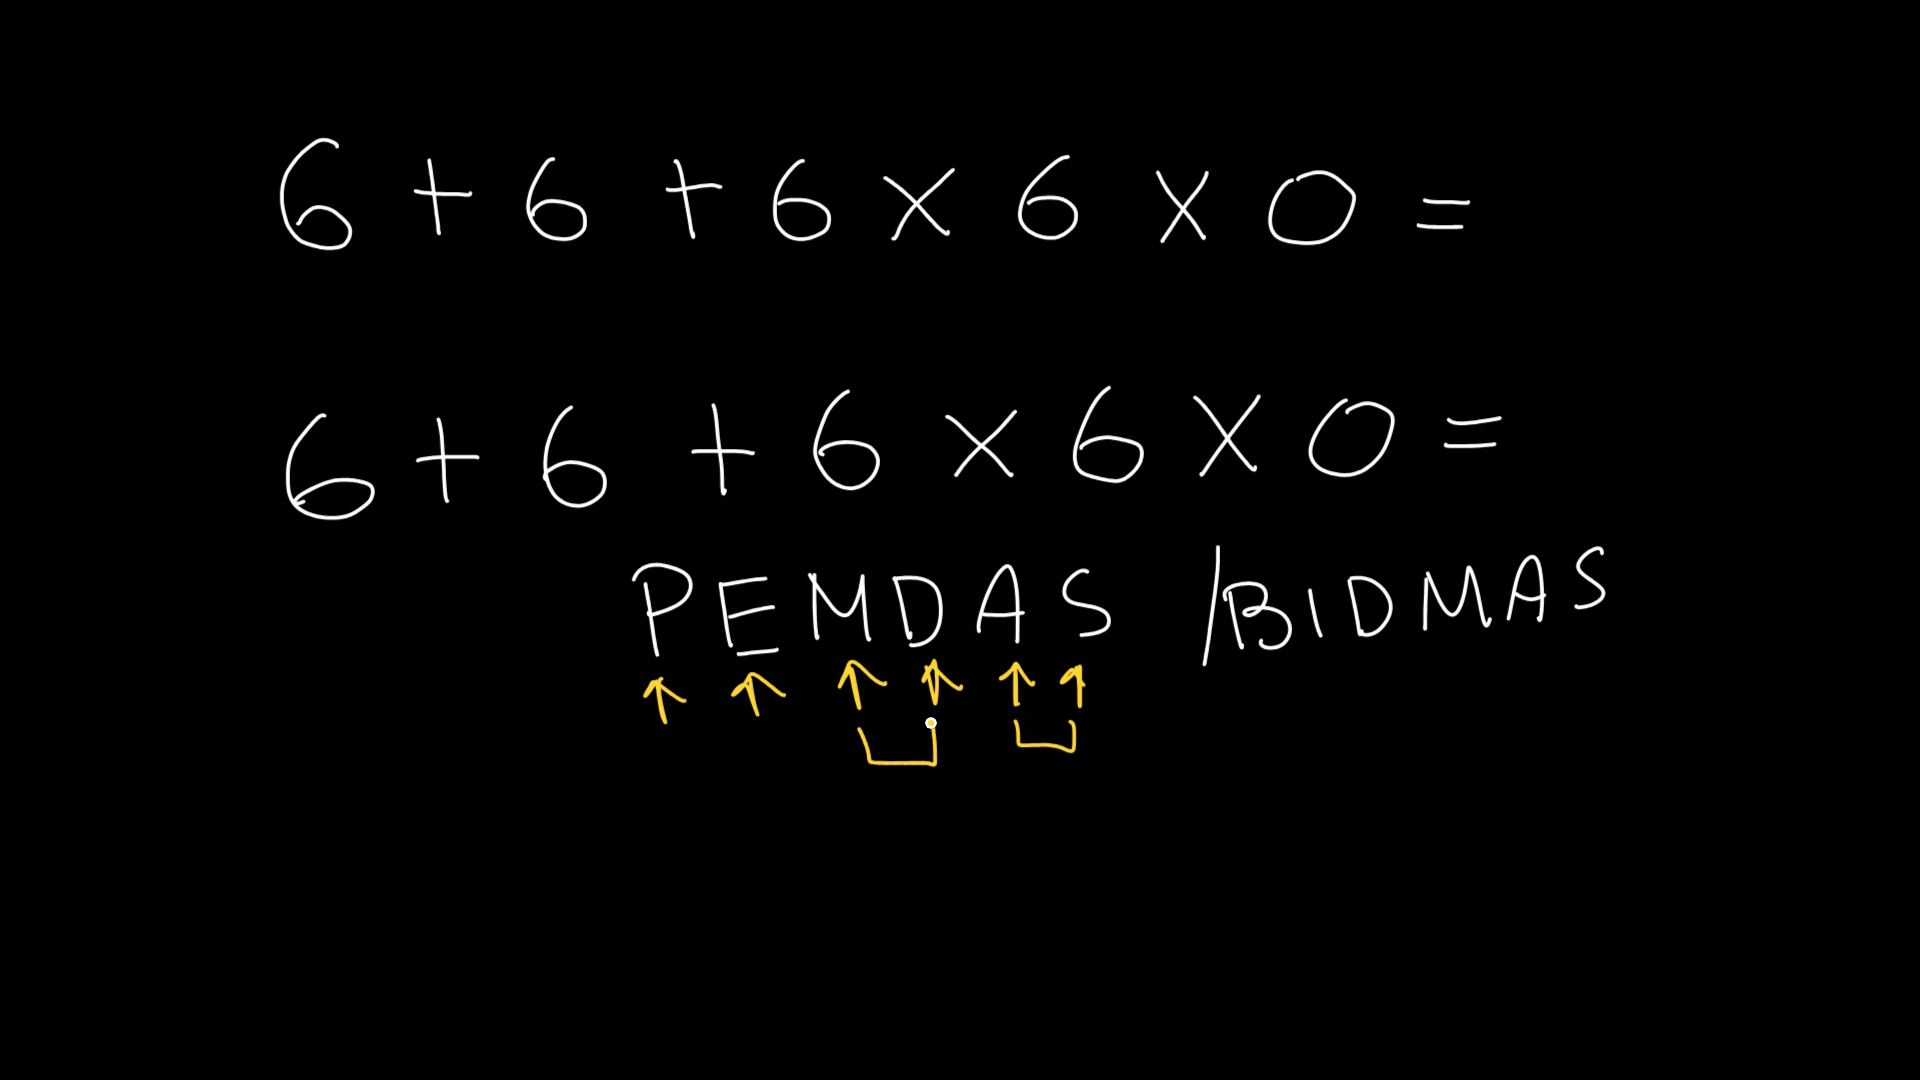 6 + 6 + 6 × 6 × 0 =
6 + 6 + 6 × 6 × 0 =
PEMDAS / BIDMAS